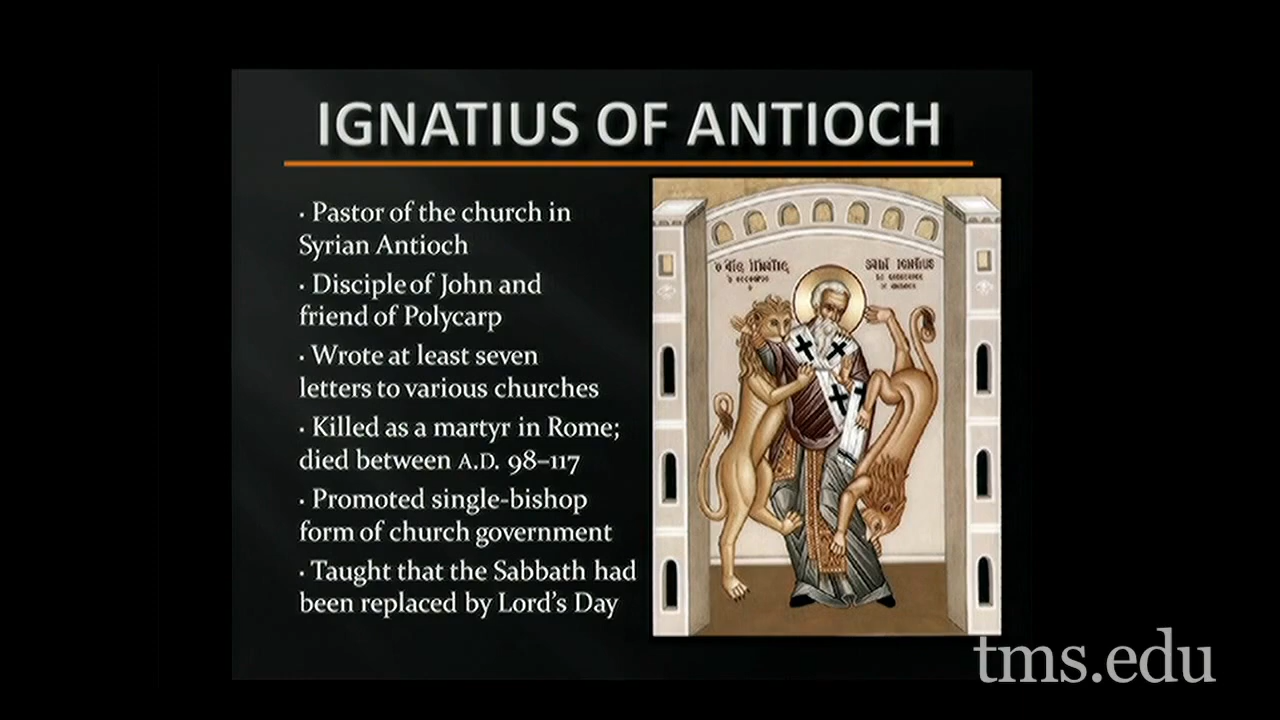 IGNATIUS OF ANTIOCH
· Pastor of the church in
Syrian Antioch
· Disciple of John and
friend of Polycarp
· Wrote at least seven
letters to various churches
· Killed as a martyr in Rome;
died between A.D. 98–117
· Promoted single-bishop
form of church government
· Taught that the Sabbath had
been replaced by Lord's Day
SAINT IGNATIUS
tms.edu